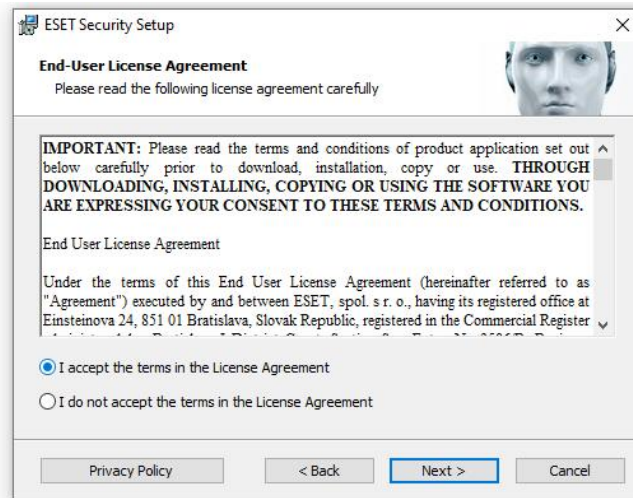 ESET Security Setup
End-User License Agreement
Please read the following license agreement carefully
IMPORTANT: Please read the terms and conditions of product application set out
below carefully prior to download, installation, copy or use. THROUGH
DOWNLOADING, INSTALLING, COPYING OR USING THE SOFTWARE YOU
ARE EXPRESSING YOUR CONSENT TO THESE TERMS AND CONDITIONS.
End User License Agreement
Under the terms of this End User License Agreement (hereinafter referred to as
"Agreement") executed by and between ESET, spol. s r. o., having its registered office at
Einsteinova 24, 851 01 Bratislava, Slovak Republic, registered in the Commercial Register
I accept the terms in the License Agreement
I do not accept the terms in the License Agreement
Privacy Policy
< Back
Next >
Cancel